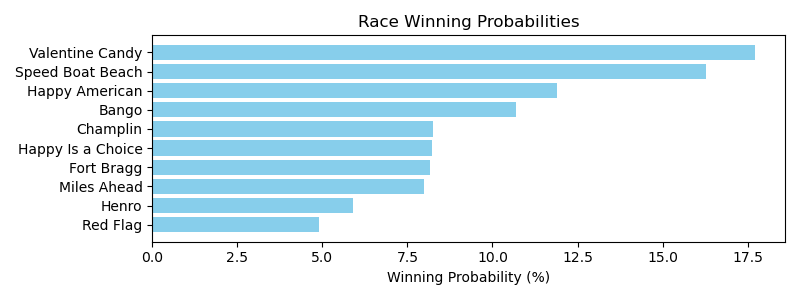 Race Winning Probabilities
Valentine Candy
Speed Boat Beach
Happy American
Bango
Champlin
Happy Is a Choice
Fort Bragg
Miles Ahead
Henro
Red Flag
0.0 2.5 5.0 7.5 10.0 12.5 15.0 17.5
Winning Probability (%)